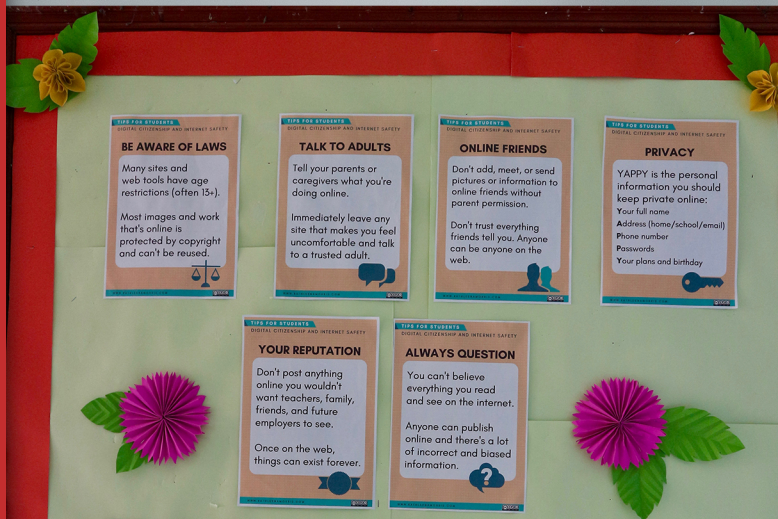 TIPS FOR STUDENTS
DIGITAL CITIZENSHIP AND INTERNET SAFETY
BE AWARE OF LAWS
Many sites and
web tools have age
restrictions (often 13+).
Most images and work
that's online is
protected by copyright
and can't be reused.
TIPS FOR STUDENTS
DIGITAL CITIZENSHIP AND INTERNET SAFETY
TALK TO ADULTS
Tell your parents or
caregivers what you're
doing online.
Immediately leave any
site that makes you feel
uncomfortable and talk
to a trusted adult.
TIPS FOR STUDENTS
DIGITAL CITIZENSHIP AND INTERNET SAFETY
ONLINE FRIENDS
Don't add, meet, or send
pictures or information to
online friends without
parent permission.
Don't trust everything
friends tell you. Anyone
can be anyone on the
web.
TIPS FOR STUDENTS
DIGITAL CITIZENSHIP AND INTERNET SAFETY
PRIVACY
YAPPY is the personal
information you should
keep private online:
Your full name
Address (home/school/email)
Phone number
Passwords
Your plans and birthday
TIPS FOR STUDENTS
DIGITAL CITIZENSHIP AND INTERNET SAFETY
YOUR REPUTATION
Don't post anything
online you wouldn't
want teachers, family,
friends, and future
employers to see.
Once on the web,
things can exist forever.
TIPS FOR STUDENTS
DIGITAL CITIZENSHIP AND INTERNET SAFETY
ALWAYS QUESTION
You can't believe
everything you read
and see on the internet.
Anyone can publish
online and there's a lot
of incorrect and biased
information.
?